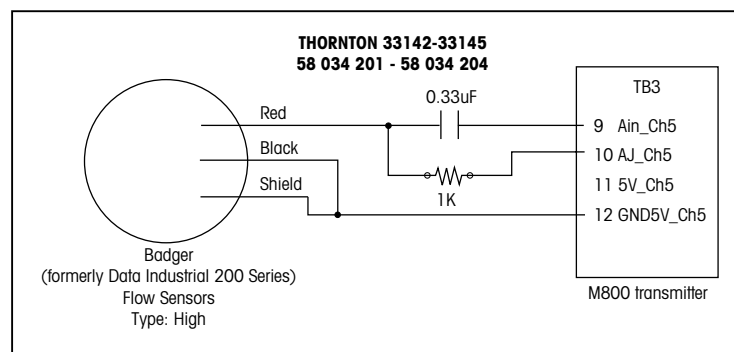 THORNTON 33142-33145
58 034 201 - 58 034 204
TB3
0.33uF
Red
9 Ain_Ch5
Black
10 AJ_Ch5
11 5V_Ch5
Shield
1K
12 GND5V_Ch5
Badger
(formerly Data Industrial 200 Series)
Flow Sensors
Type: High
M800 transmitter